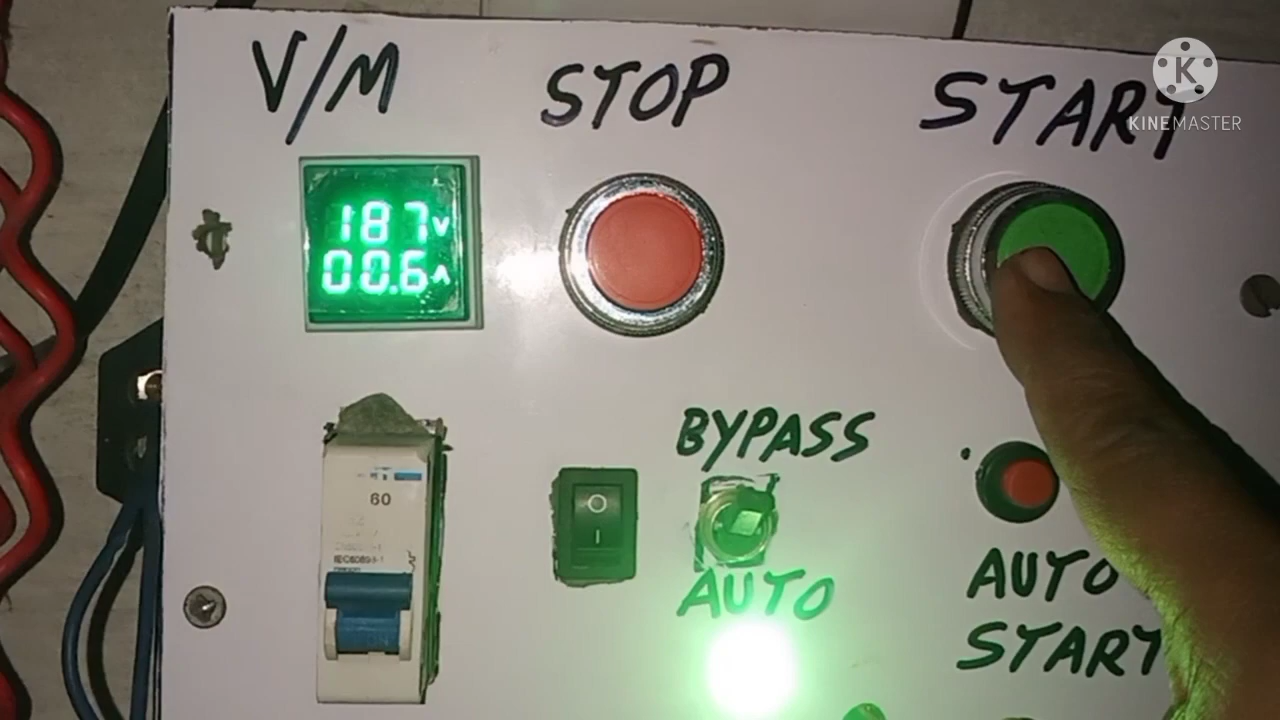 V/M
STOP
START
K
KINEMASTER
187V
00.6A
BYPASS
60
O
I
AUTO
AUTO
START